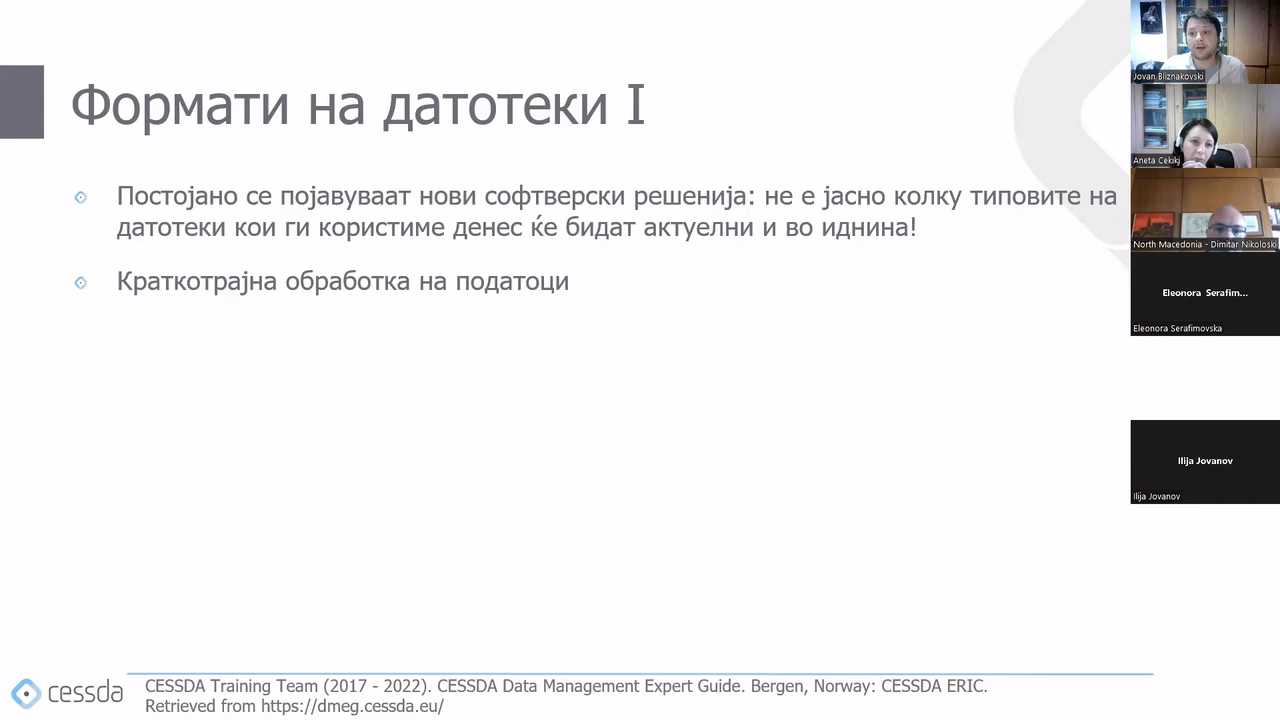 Формати на датотеки I
Постојано се појавуваат нови софтверски решенија: не е јасно колку типовите на
датотеки кои ги користиме денес ќе бидат актуелни и во иднина!
Краткотрајна обработка на податоци
cessda
CESSDA Training Team (2017 - 2022). CESSDA Data Management Expert Guide. Bergen, Norway: CESSDA ERIC.
Retrieved from https://dmeg.cessda.eu/
Jovan Bliznakovski
Aneta Cekikj
North Macedonia - Dimitar Nikoloski
Eleonora Serafim...
Eleonora Serafimovska
Ilija Jovanov
Ilija Jovanov